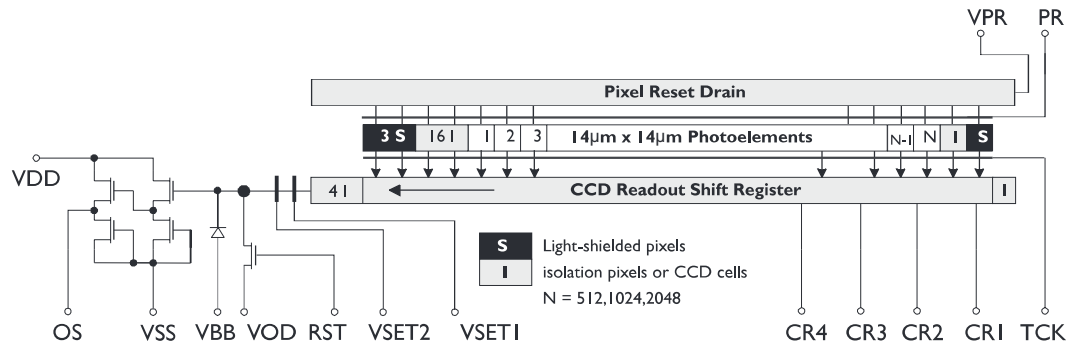 VPR PR
Pixel Reset Drain
3 S 16 I 1 2 3 14µm x 14µm Photoelements N-1 N I S
VDD
4 I CCD Readout Shift Register I
S Light-shielded pixels
I isolation pixels or CCD cells
N = 512,1024,2048
OS VSS VBB VOD RST VSET2 VSET1 CR4 CR3 CR2 CR1 TCK